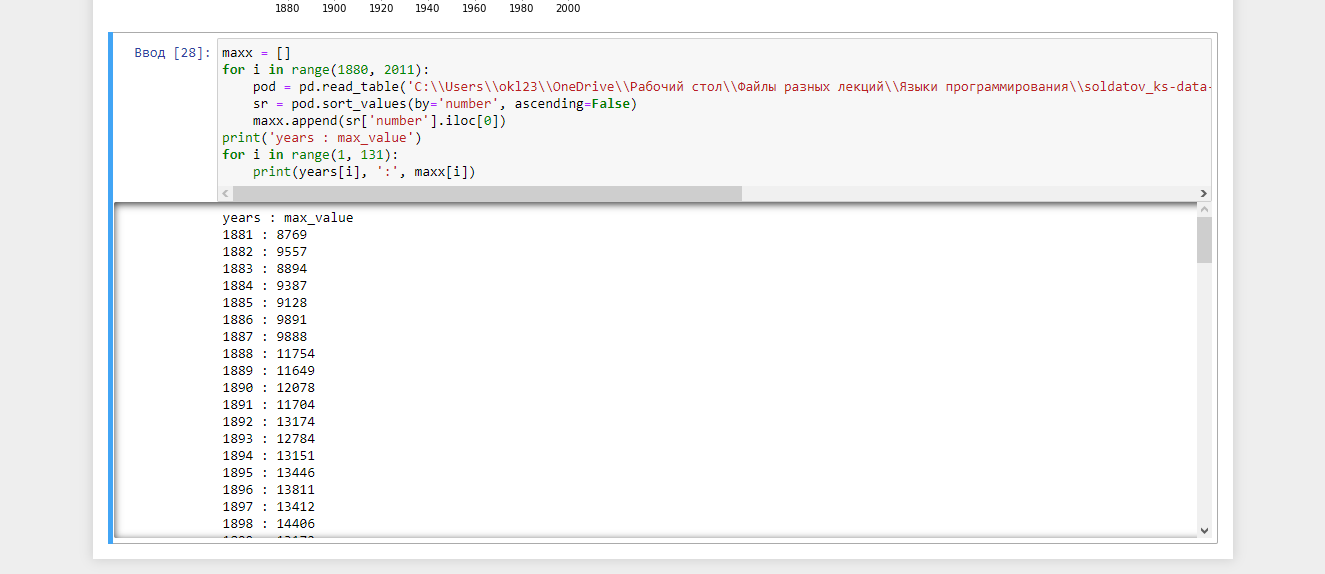 1880 1900 1920 1940 1960 1980 2000
Ввод [28]:
maxx = []
for i in range(1880, 2011):
    pod = pd.read_table('C:\\Users\\okl23\\OneDrive\\Рабочий стол\\Файлы разных лекций\\Языки программирования\\soldatov_ks-data-
    sr = pod.sort_values(by='number', ascending=False)
    maxx.append(sr['number'].iloc[0])
print('years : max_value')
for i in range(1, 131):
    print(years[i], ':', maxx[i])
years : max_value
1881 : 8769
1882 : 9557
1883 : 8894
1884 : 9387
1885 : 9128
1886 : 9891
1887 : 9888
1888 : 11754
1889 : 11649
1890 : 12078
1891 : 11704
1892 : 13174
1893 : 12784
1894 : 13151
1895 : 13446
1896 : 13811
1897 : 13412
1898 : 14406